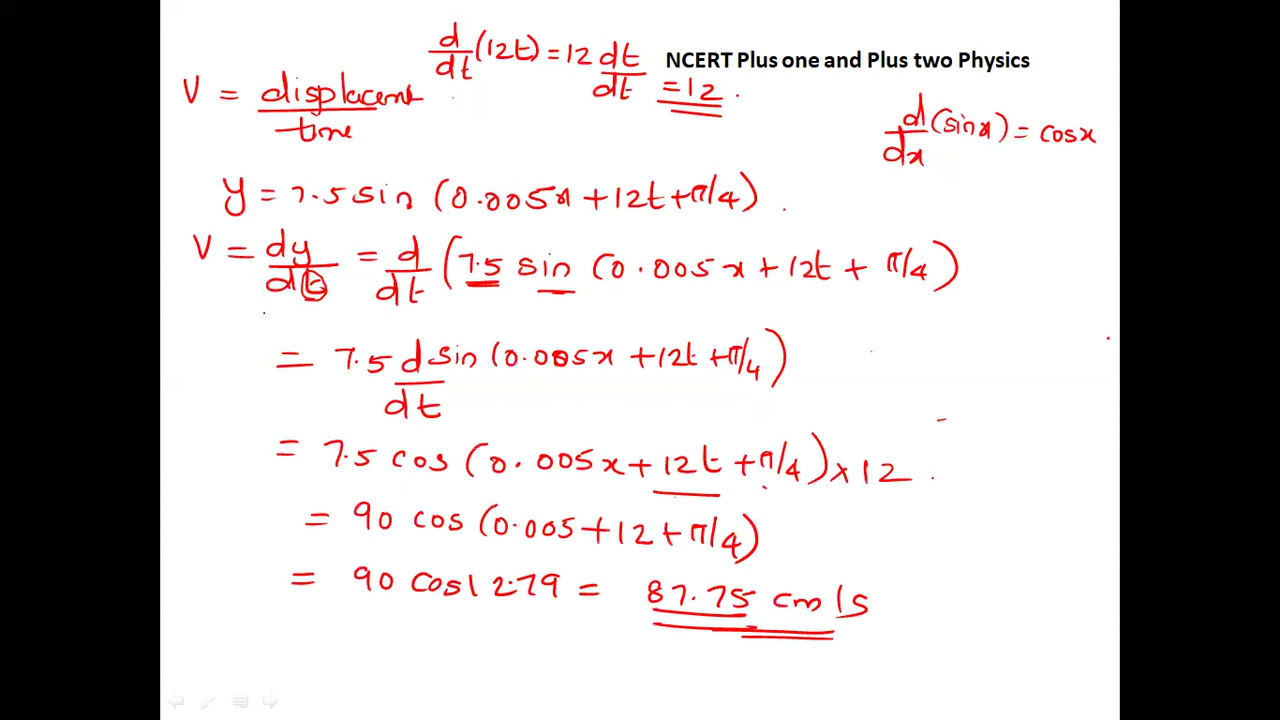 d/dt (12t) = 12 dt/dt = 12 .
NCERT Plus one and Plus two Physics
V = displacemt / time
d/dx (sin x) = cos x
y = 7.5 sin (0.005x + 12t + π/4) .
V = dy/dt = d/dt (7.5 sin (0.005x + 12t + π/4)
= 7.5 d/dt sin (0.005x + 12t + π/4)
= 7.5 cos (0.005x + 12t + π/4) x 12 .
= 90 cos (0.005 + 12 + π/4)
= 90 cos 12.79 = 87.75 cm/s